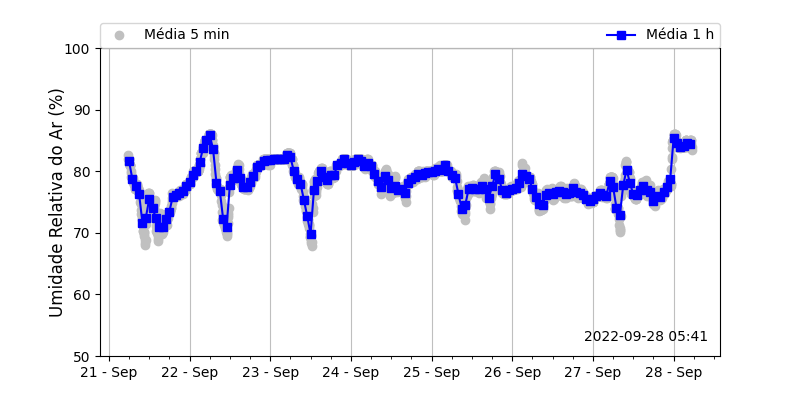 Média 5 min Média 1 h
Umidade Relativa do Ar (%)
100
90
80
70
60
50
2022-09-28 05:41
21 - Sep 22 - Sep 23 - Sep 24 - Sep 25 - Sep 26 - Sep 27 - Sep 28 - Sep